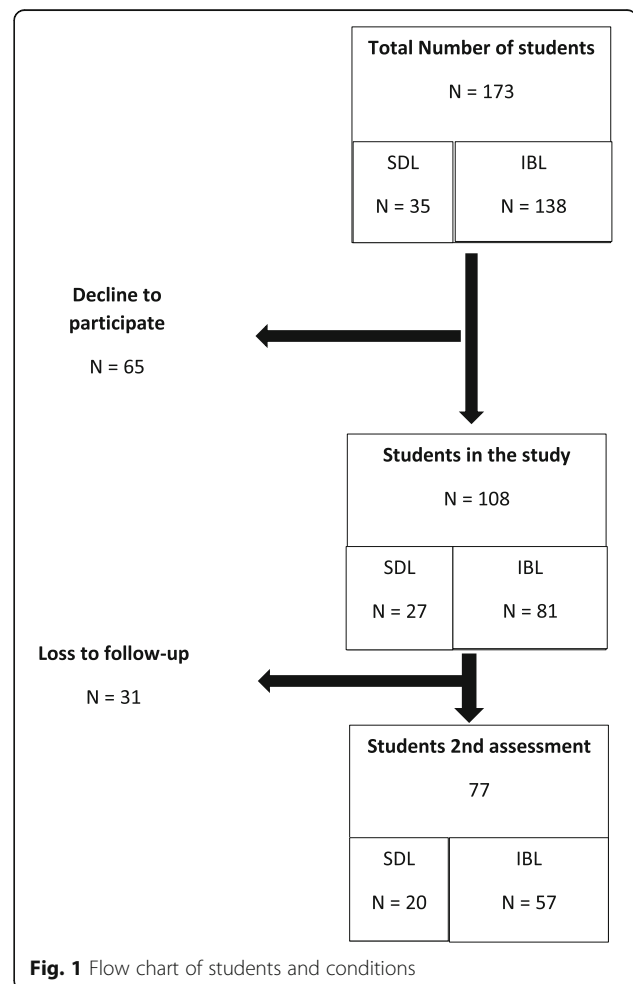 Total Number of students
N = 173
SDL
N = 35
IBL
N = 138
Decline to
participate
N = 65
Students in the study
N = 108
SDL
N = 27
IBL
N = 81
Loss to follow-up
N = 31
Students 2nd assessment
77
SDL
N = 20
IBL
N = 57
Fig. 1 Flow chart of students and conditions